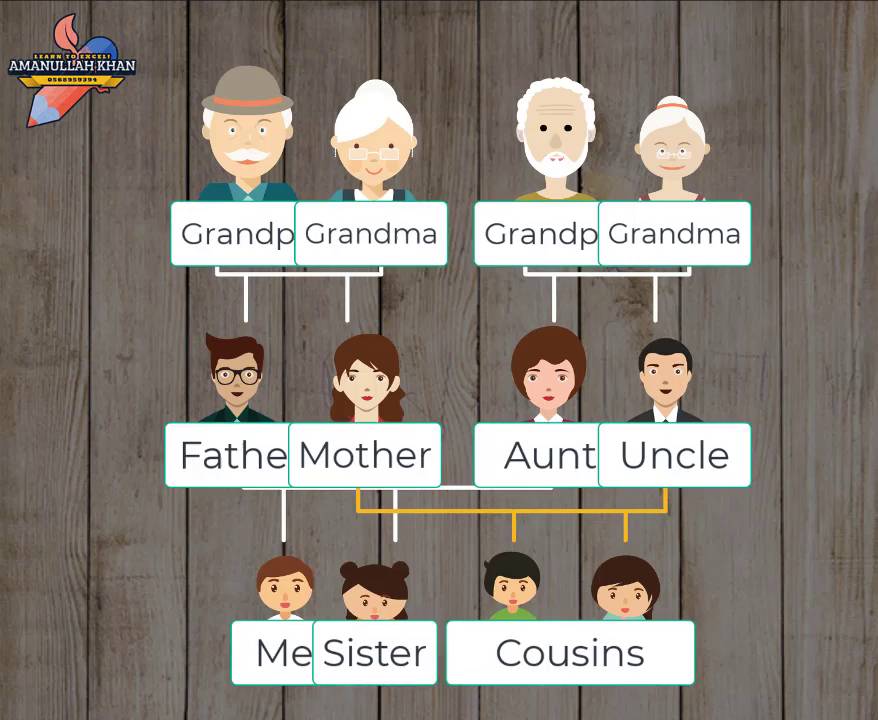 LEARN TO EXCEL!
AMANULLAH KHAN
0568959394
Grandp Grandma Grandp Grandma
Fathe Mother Aunt Uncle
Me Sister Cousins